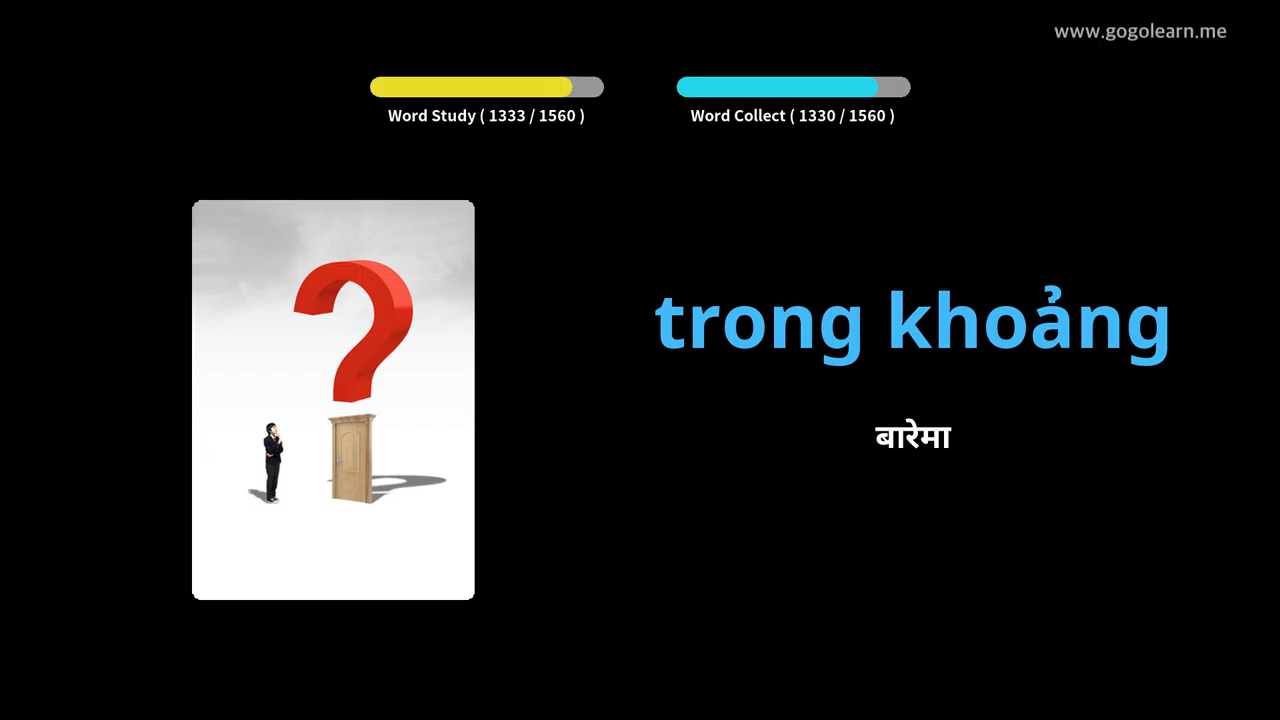 www.gogolearn.me
Word Study ( 1333 / 1560 )
Word Collect ( 1330 / 1560 )
trong khoảng
बारेमा